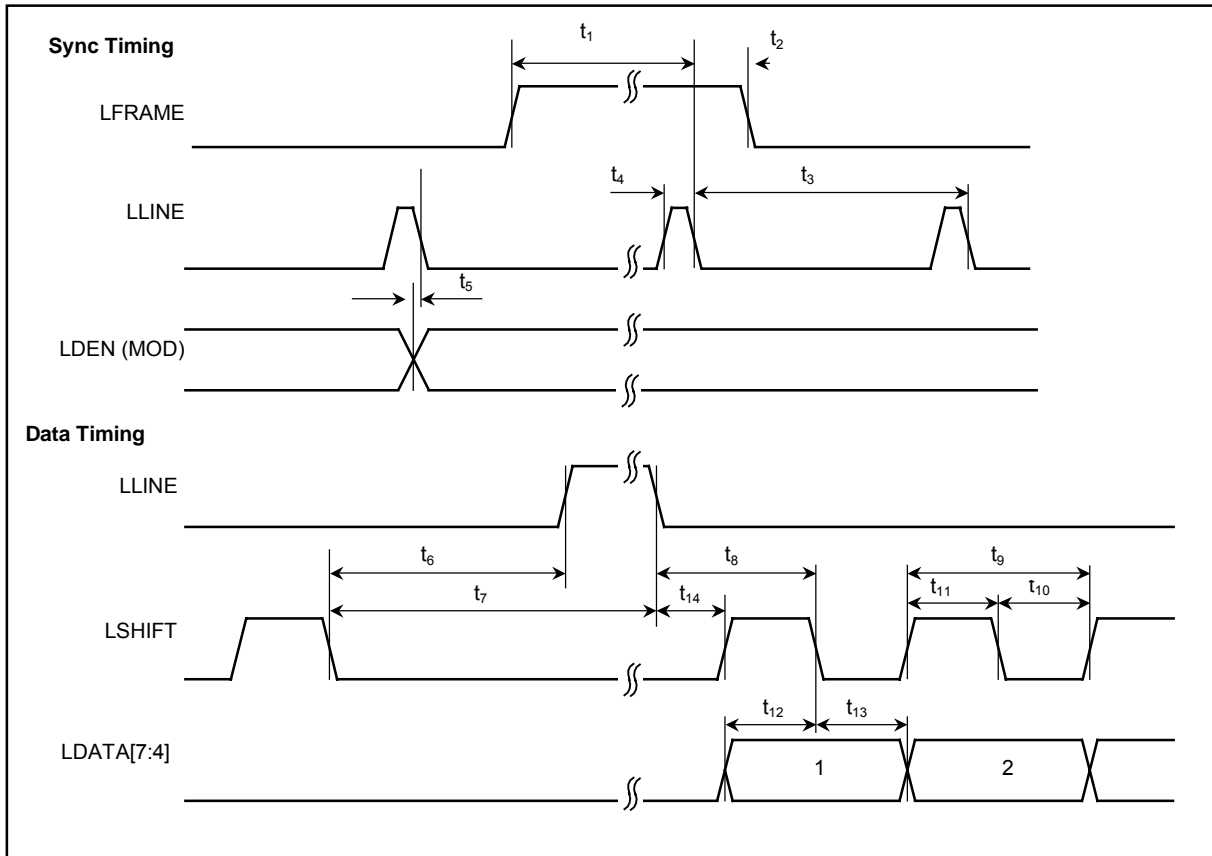 Sync Timing
t1
t2
LFRAME
t4
t3
LLINE
t5
LDEN (MOD)
Data Timing
LLINE
t6
t8
t9
t7
t14
t11
t10
LSHIFT
t12
t13
LDATA[7:4]
1
2